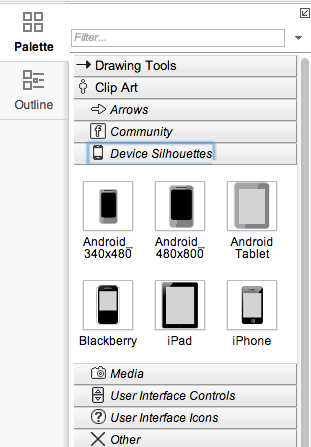 Palette
Outline
Filter...
Drawing Tools
Clip Art
Arrows
Community
Device Silhouettes
Android_
340x480
Android_
480x800
Android
Tablet
Blackberry
iPad
iPhone
Media
User Interface Controls
User Interface Icons
Other